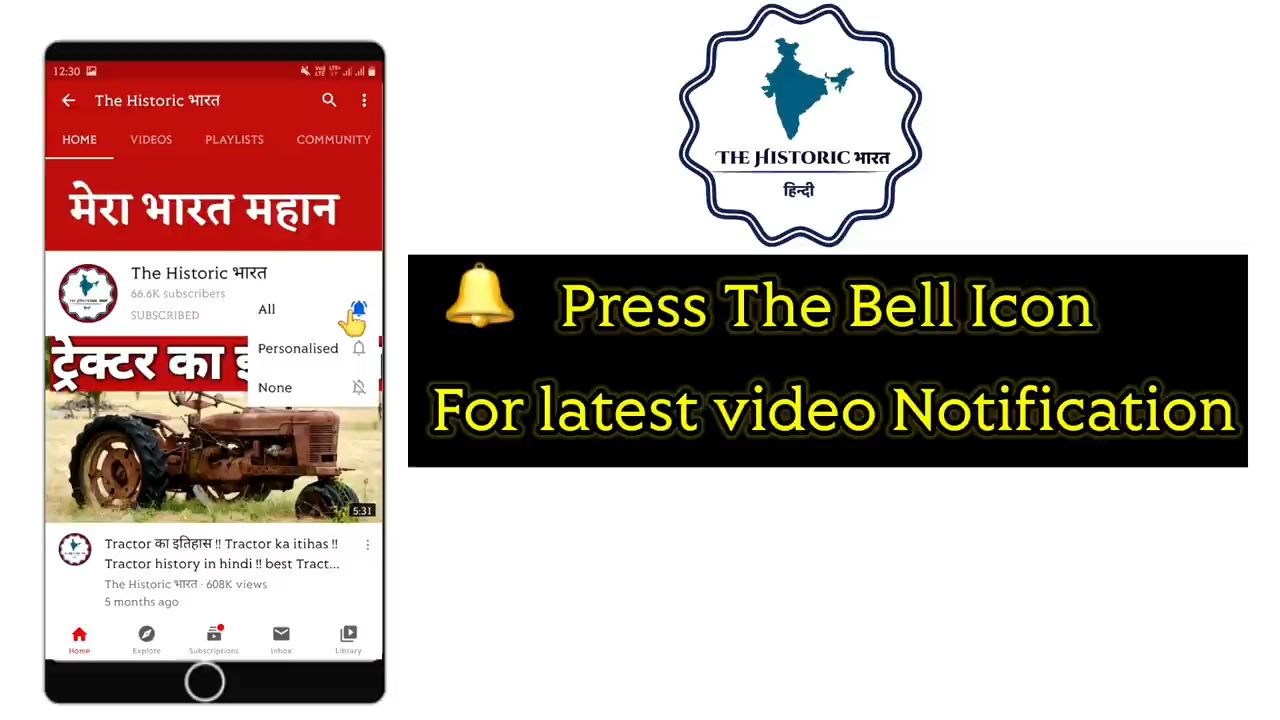 12:30
The Historic भारत
HOME VIDEOS PLAYLISTS COMMUNITY
मेरा भारत महान
The Historic भारत
66.6K subscribers
SUBSCRIBED
All
Personalised
None
ट्रेक्टर का
5:31
Tractor का इतिहास !! Tractor ka itihas !!
Tractor history in hindi !! best Tract...
The Historic भारत · 608K views
5 months ago
Home Explore Subscriptions Inbox Library
THE HISTORIC भारत
हिन्दी
Press The Bell Icon
For latest video Notification